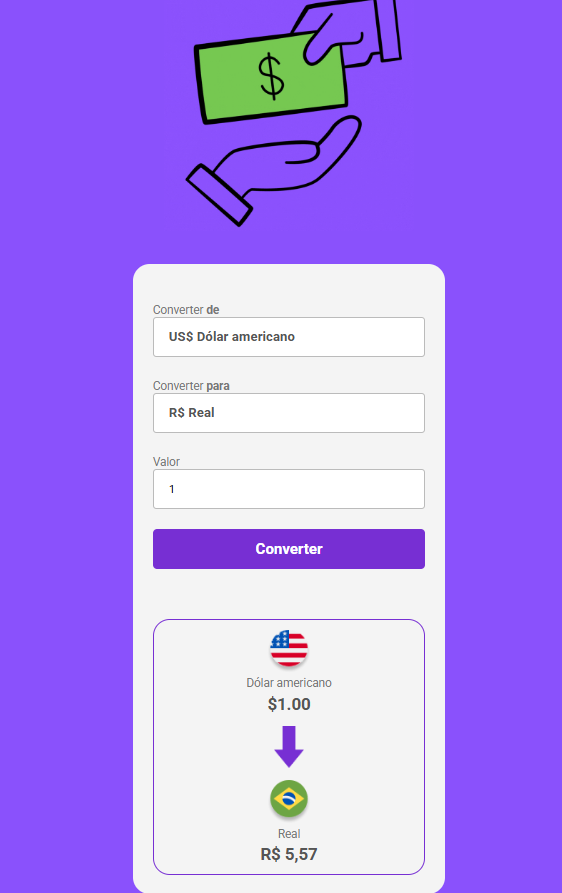 $
Converter de
US$ Dólar americano
Converter para
R$ Real
Valor
1
Converter
Dólar americano
$1.00
Real
R$ 5,57